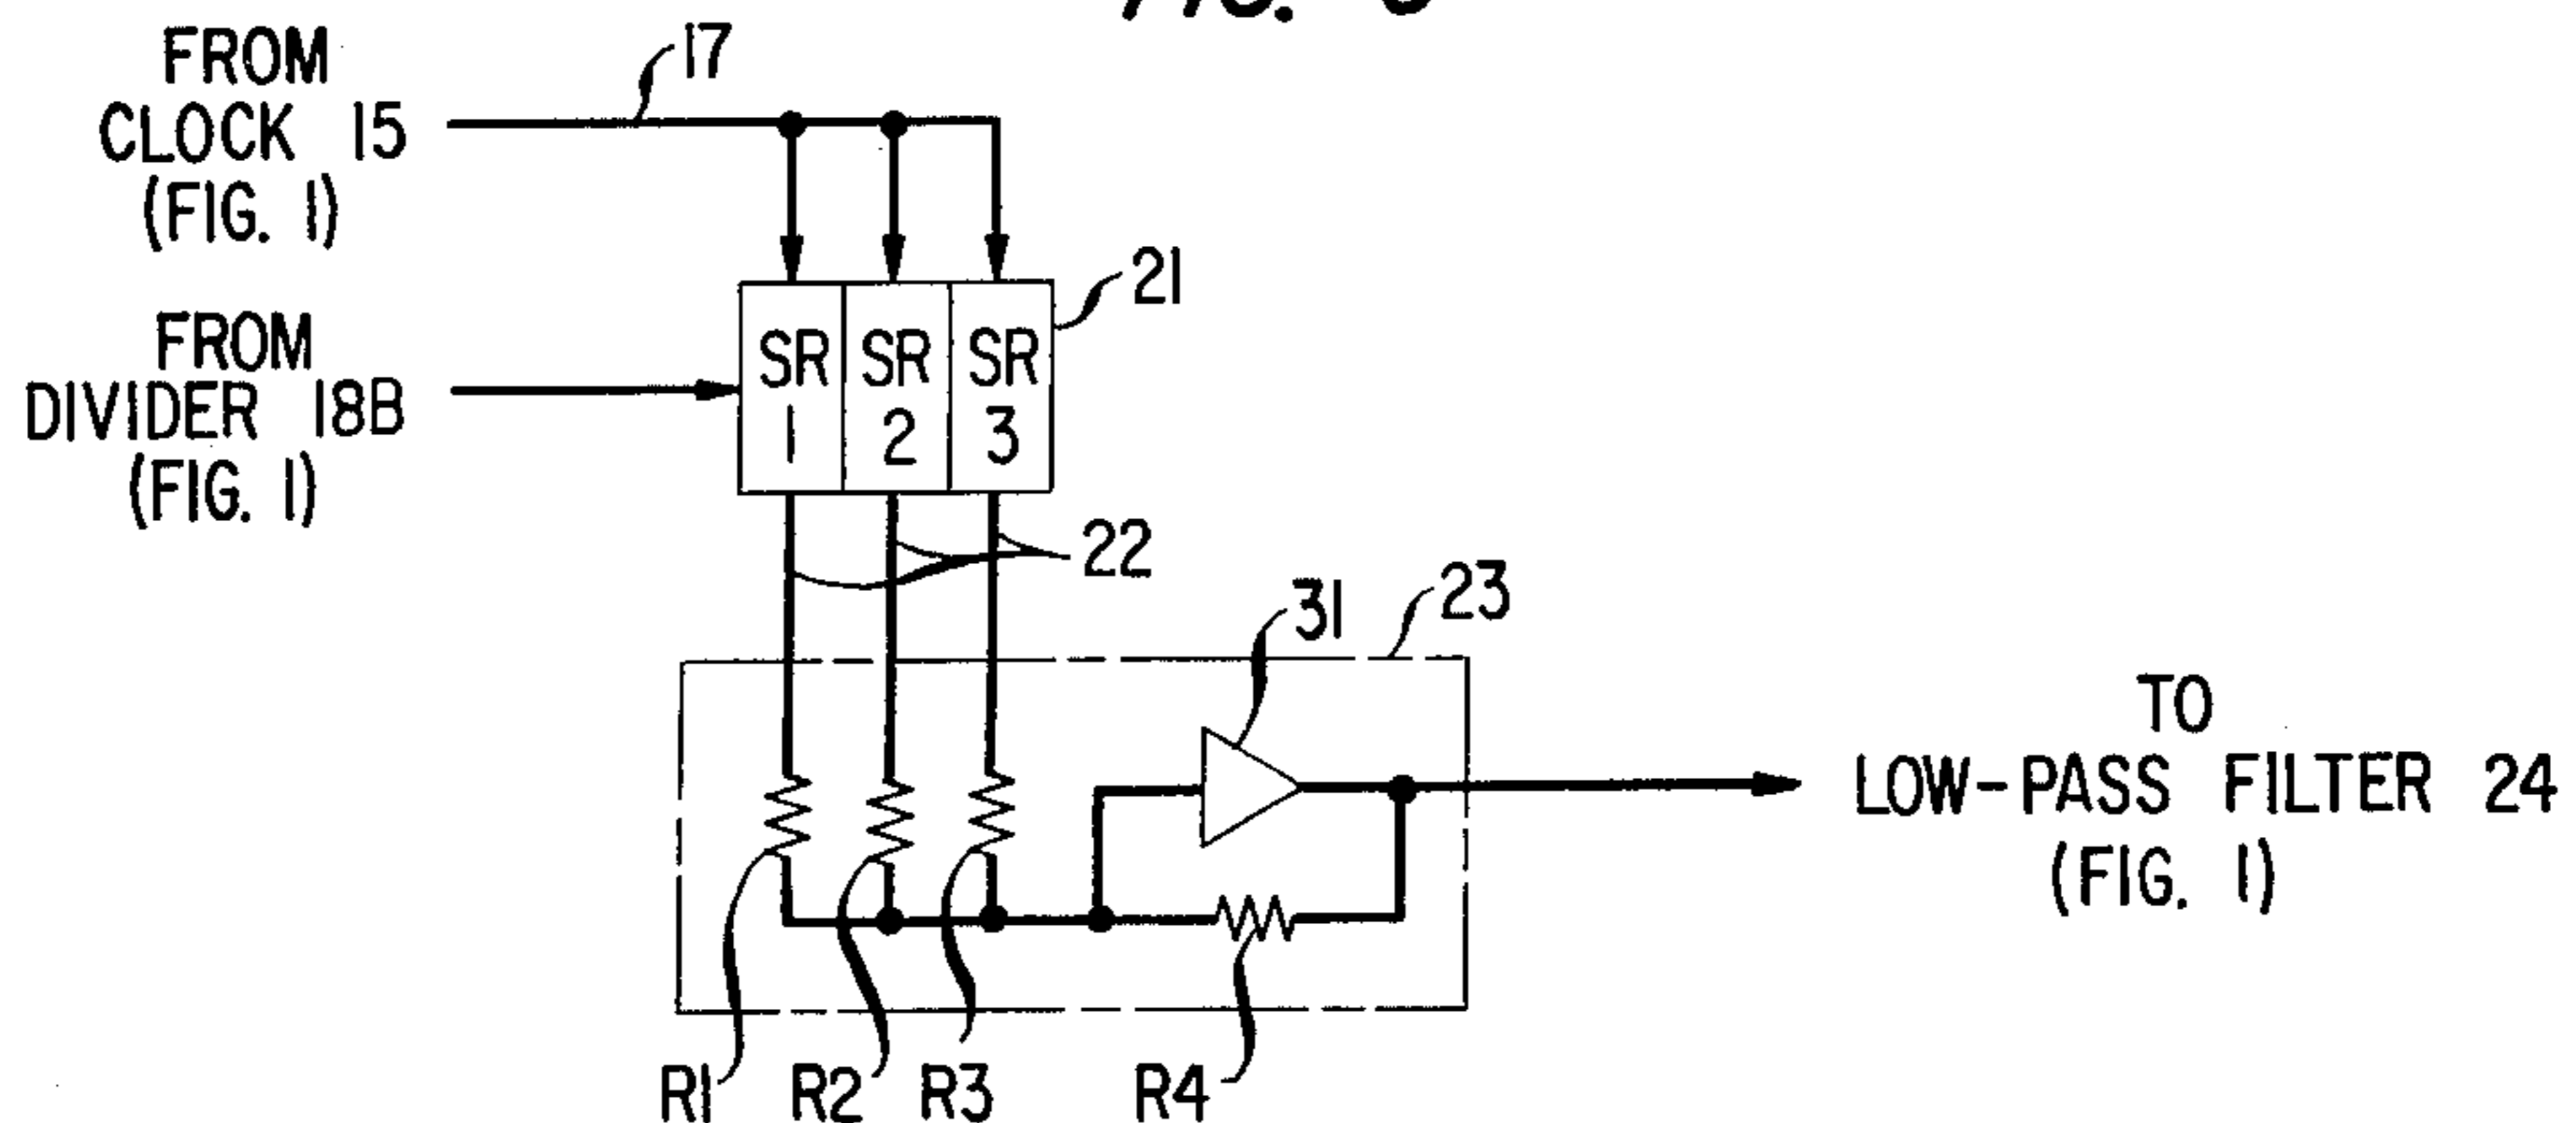 FIG.
FROM
CLOCK 15
(FIG. 1)
17
FROM
DIVIDER 18B
(FIG. 1)
21
SR
1
SR
2
SR
3
22
23
31
TO
LOW-PASS FILTER 24
(FIG. 1)
R1
R2
R3
R4